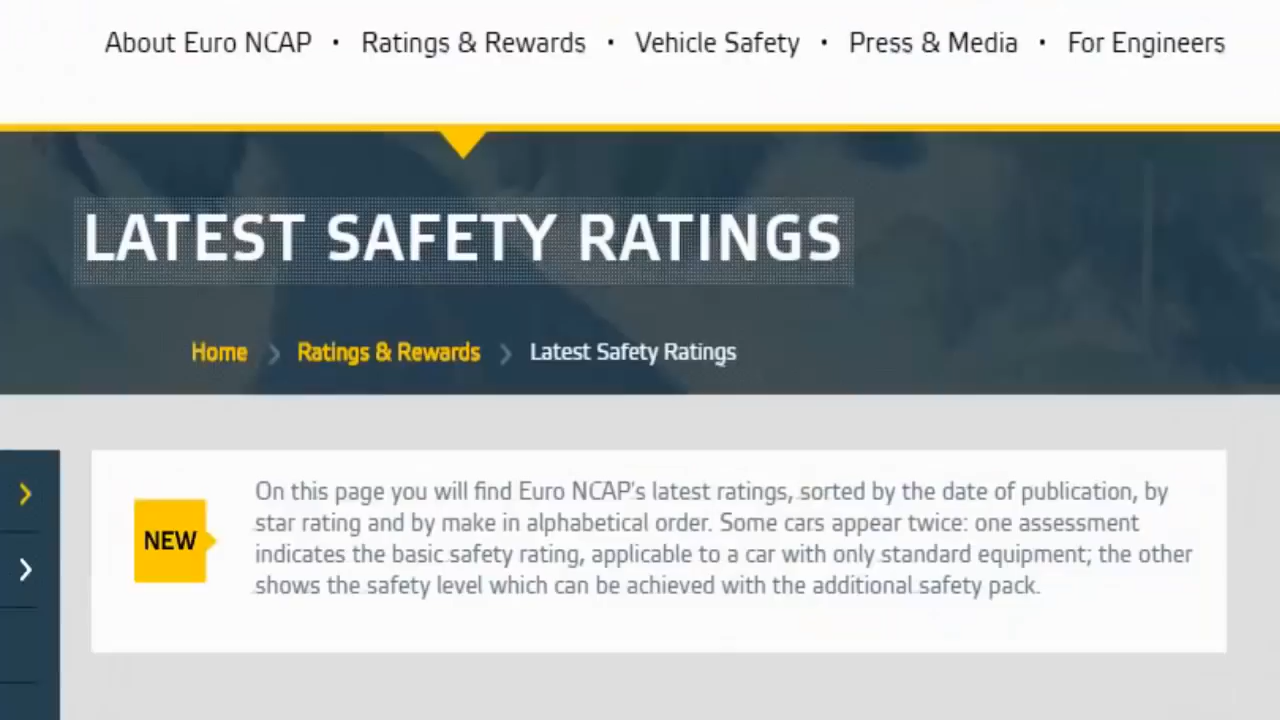 About Euro NCAP • Ratings & Rewards • Vehicle Safety • Press & Media • For Engineers
LATEST SAFETY RATINGS
Home > Ratings & Rewards > Latest Safety Ratings
NEW
On this page you will find Euro NCAP's latest ratings, sorted by the date of publication, by
star rating and by make in alphabetical order. Some cars appear twice: one assessment
indicates the basic safety rating, applicable to a car with only standard equipment; the other
shows the safety level which can be achieved with the additional safety pack.